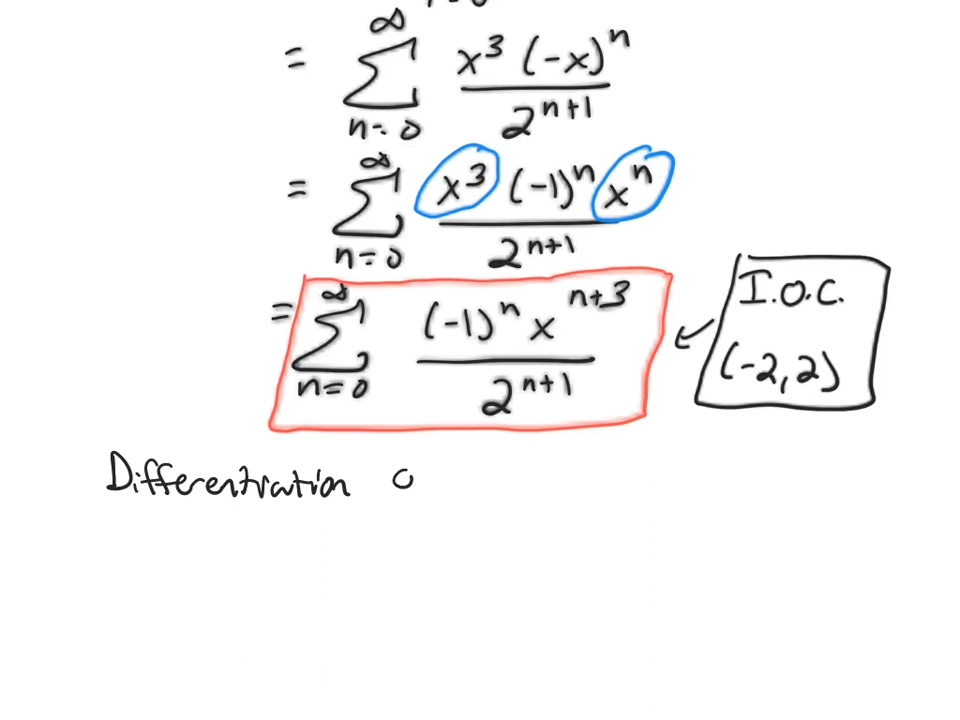 = ∑_{n=0}^{∞} x^3 (-x)^n / 2^{n+1}
= ∑_{n=0}^{∞} x^3 (-1)^n x^n / 2^{n+1}
= ∑_{n=0}^{∞} (-1)^n x^{n+3} / 2^{n+1}
I.O.C.
(-2,2)
Differentiation